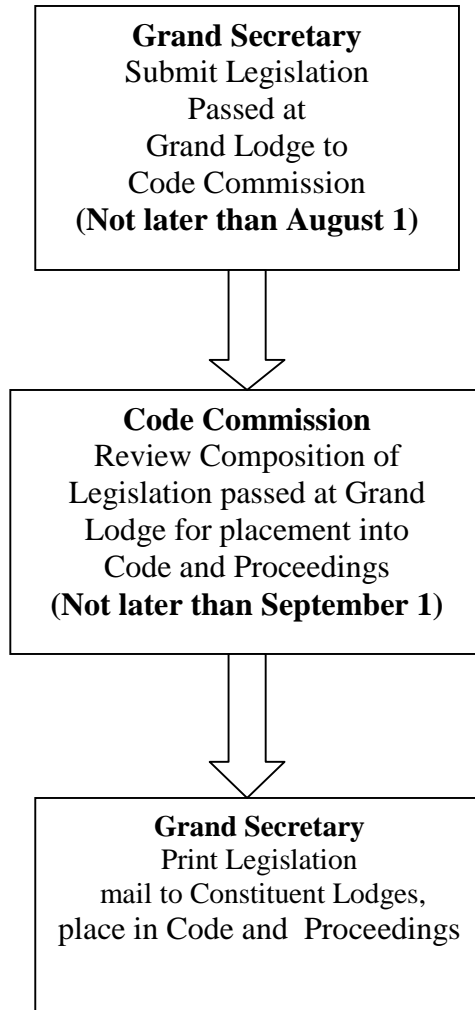 Grand Secretary
Submit Legislation
Passed at
Grand Lodge to
Code Commission
(Not later than August 1)
Code Commission
Review Composition of
Legislation passed at Grand
Lodge for placement into
Code and Proceedings
(Not later than September 1)
Grand Secretary
Print Legislation
mail to Constituent Lodges,
place in Code and Proceedings